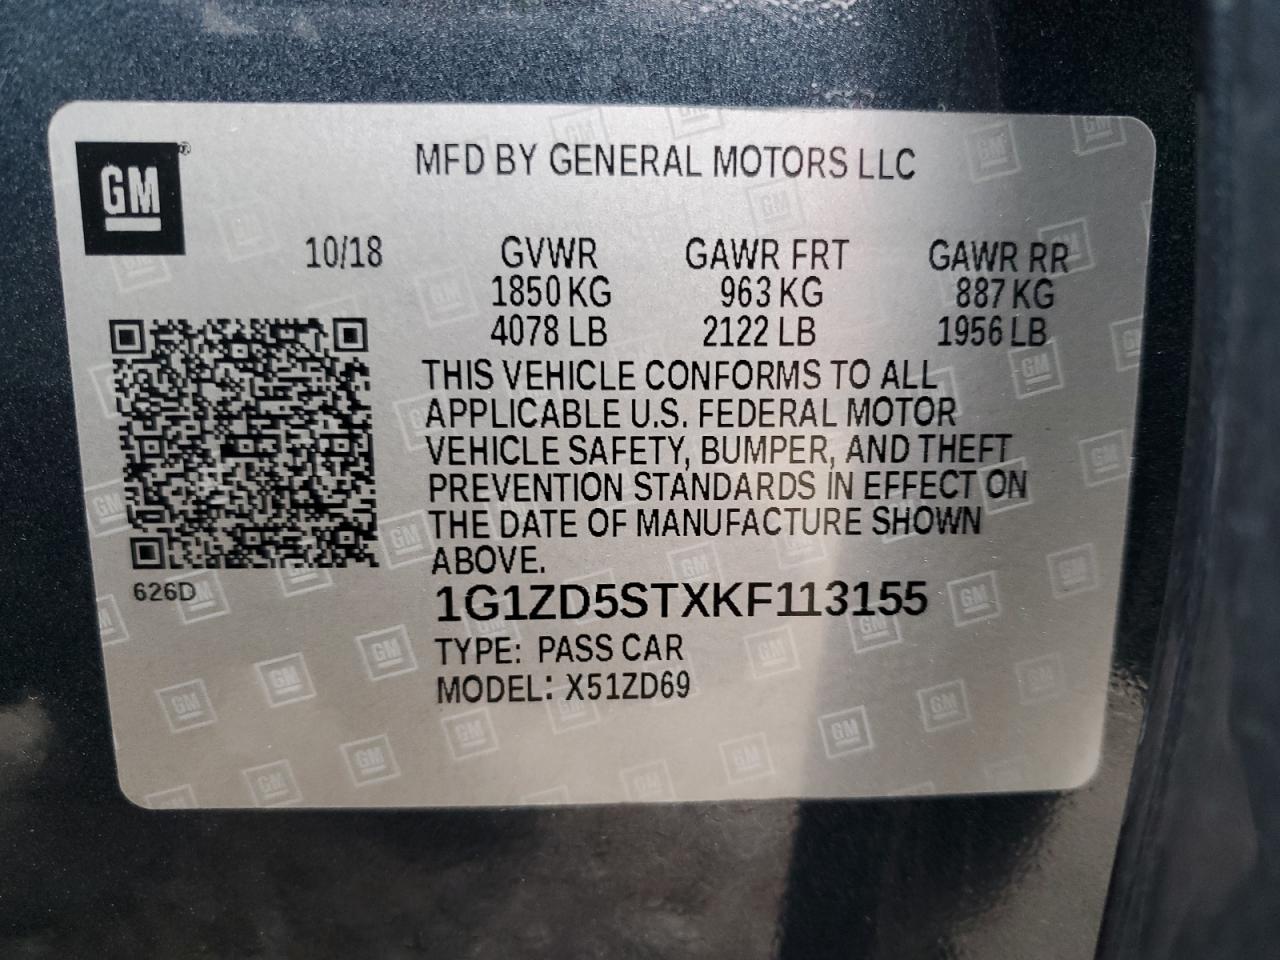 GM®
MFD BY GENERAL MOTORS LLC
10/18 GVWR GAWR FRT GAWR RR
1850 KG 963 KG 887 KG
4078 LB 2122 LB 1956 LB
THIS VEHICLE CONFORMS TO ALL
APPLICABLE U.S. FEDERAL MOTOR
VEHICLE SAFETY, BUMPER, AND THEFT
PREVENTION STANDARDS IN EFFECT ON
THE DATE OF MANUFACTURE SHOWN
ABOVE.
626D
1G1ZD5STXKF113155
TYPE: PASS CAR
MODEL: X51ZD69